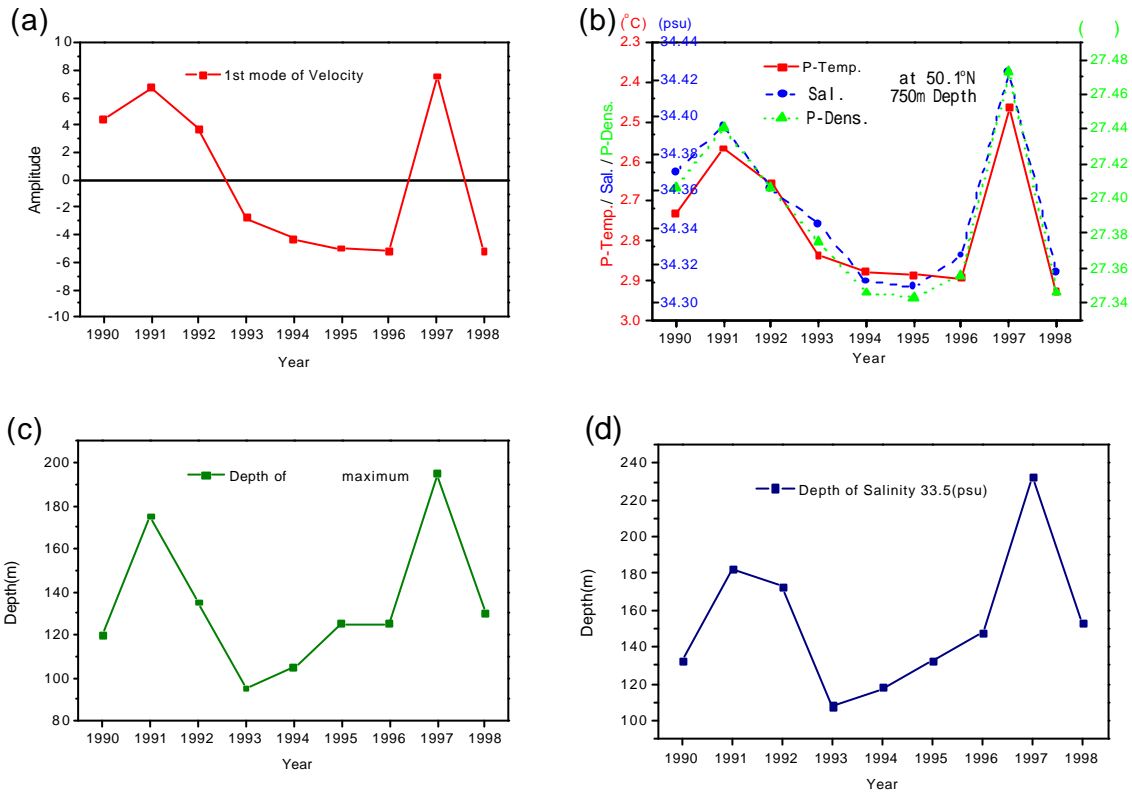 (a)
10
8
6
4
2
0
-2
-4
-6
-8
-10
Amplitude
1st mode of Velocity
1990 1991 1992 1993 1994 1995 1996 1997 1998
Year
(b)
(°C) (psu) ( )
2.3
2.4
2.5
2.6
2.7
2.8
2.9
3.0
34.44
34.42
34.40
34.38
34.36
34.34
34.32
34.30
P-Temp./ Sal. / P-Dens.
P-Temp.
Sal.
P-Dens.
at 50.1°N
750m Depth
27.48
27.46
27.44
27.42
27.40
27.38
27.36
27.34
1990 1991 1992 1993 1994 1995 1996 1997 1998
Year
(c)
200
180
160
140
120
100
80
Depth(m)
Depth of maximum
1990 1991 1992 1993 1994 1995 1996 1997 1998
Year
(d)
240
220
200
180
160
140
120
100
Depth(m)
Depth of Salinity 33.5(psu)
1990 1991 1992 1993 1994 1995 1996 1997 1998
Year